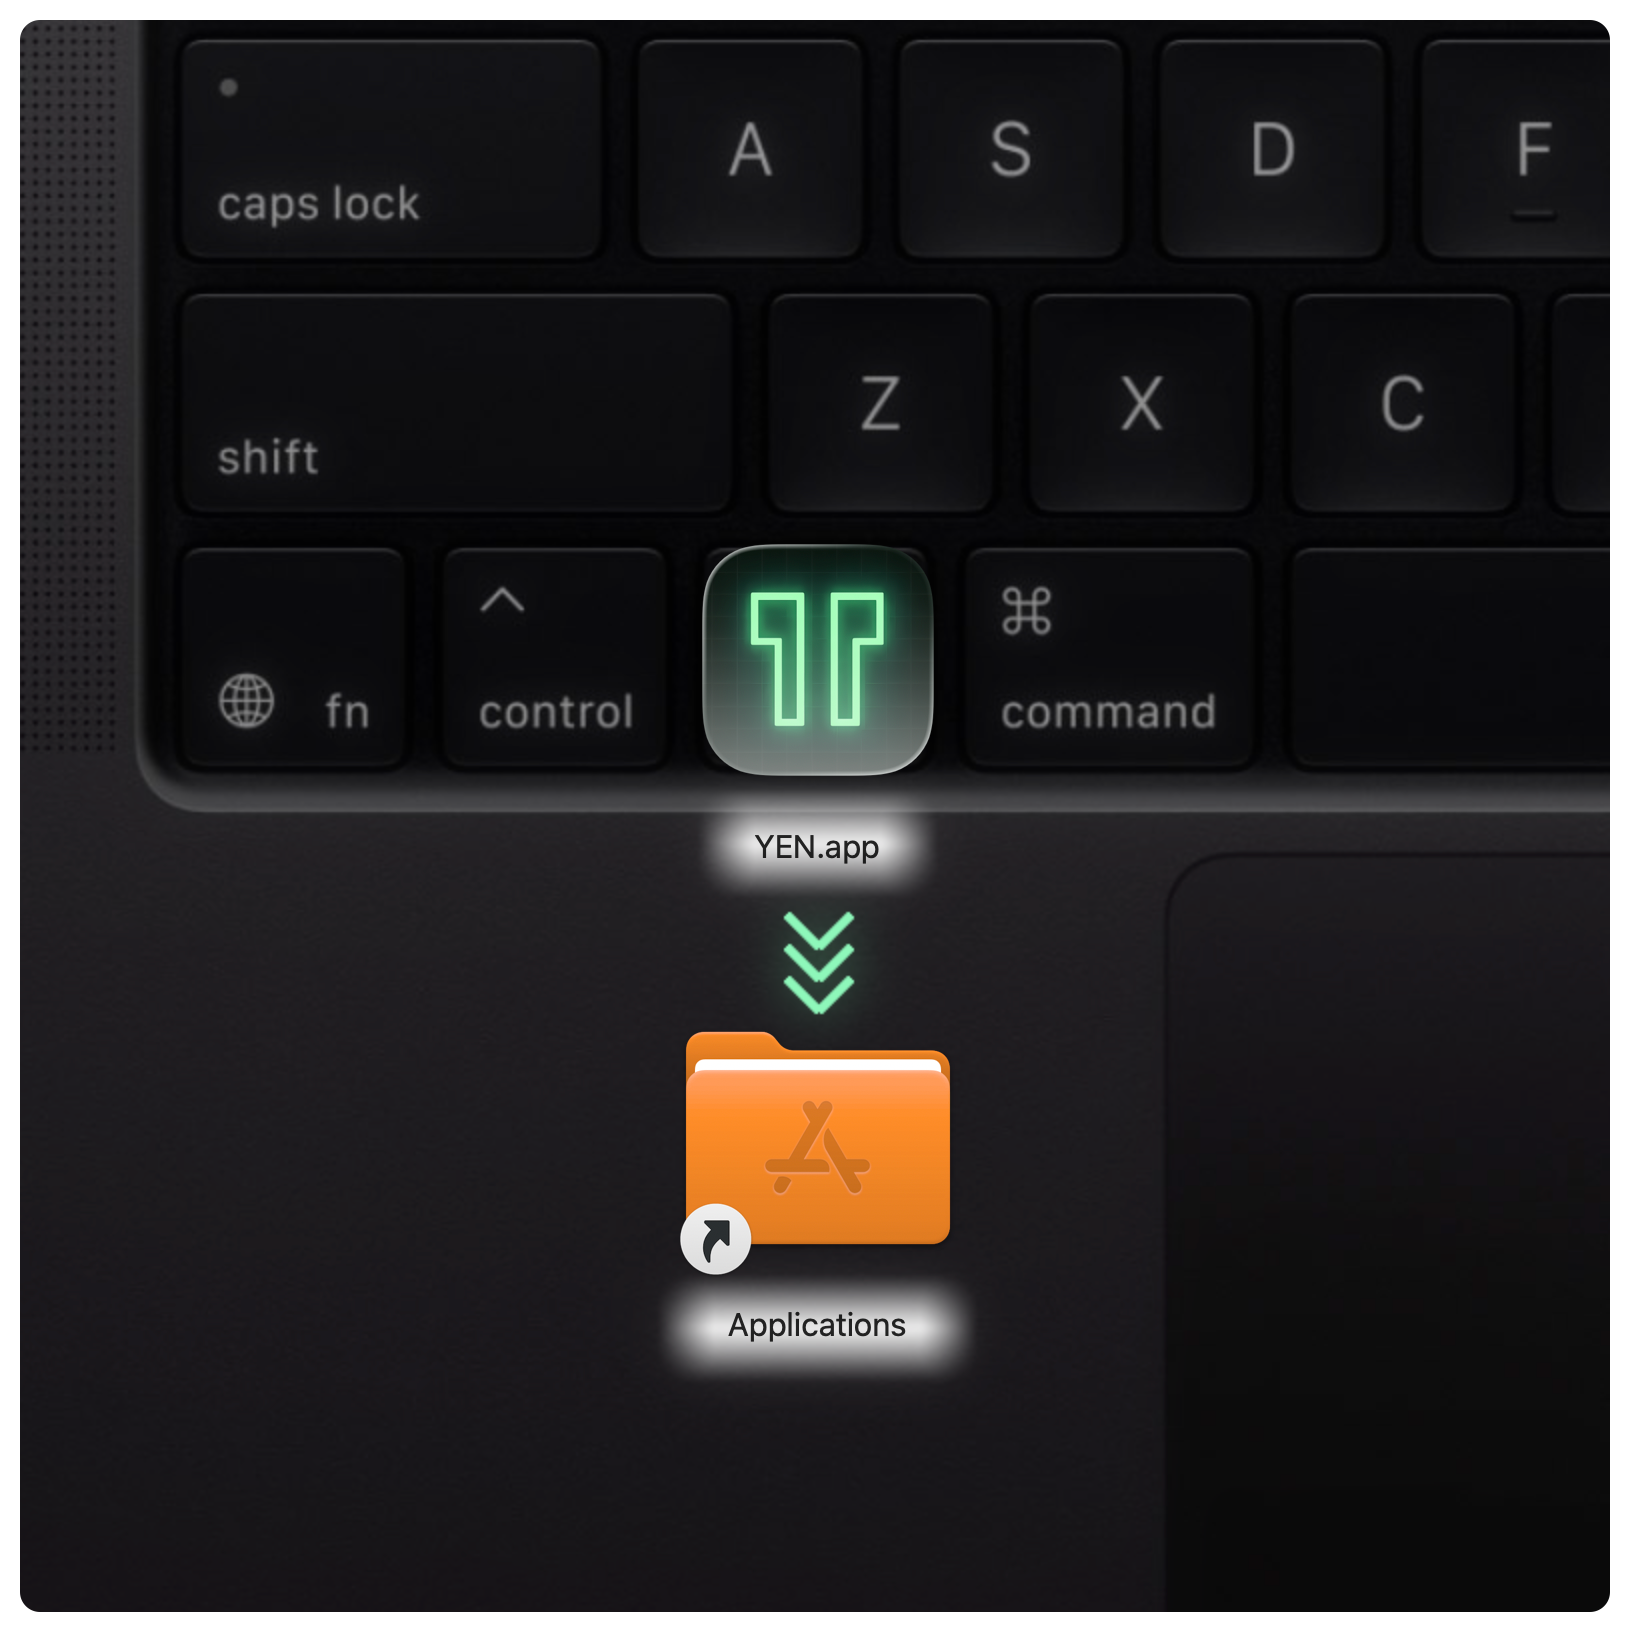 caps lock
A
S
D
F
shift
Z
X
C
fn
control
⌘
command
YEN.app
Applications